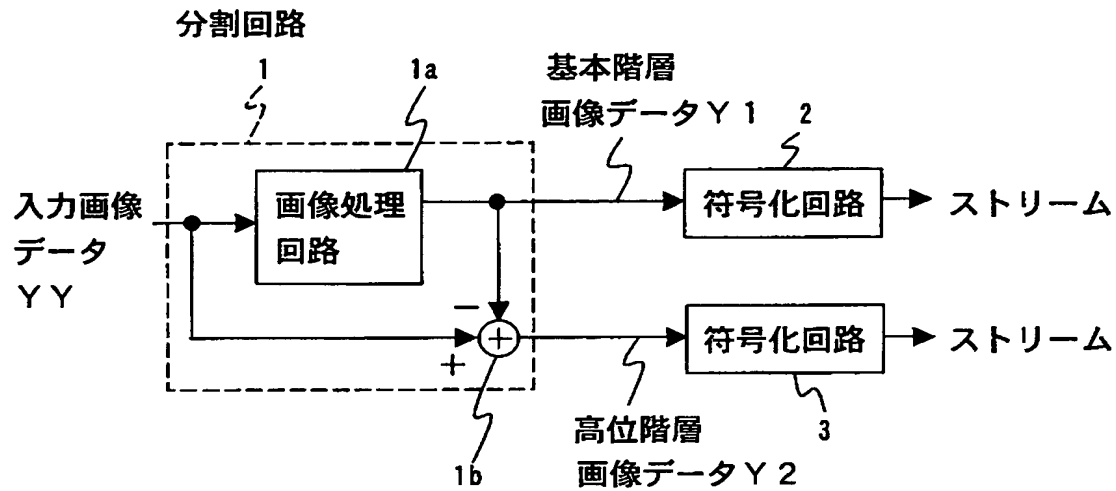 分割回路
1
1a
基本階層
画像データY1
2
入力画像
データ
YY
画像処理
回路
符号化回路
ストリーム
−
+
+
符号化回路
ストリーム
1b
高位階層
画像データY2
3